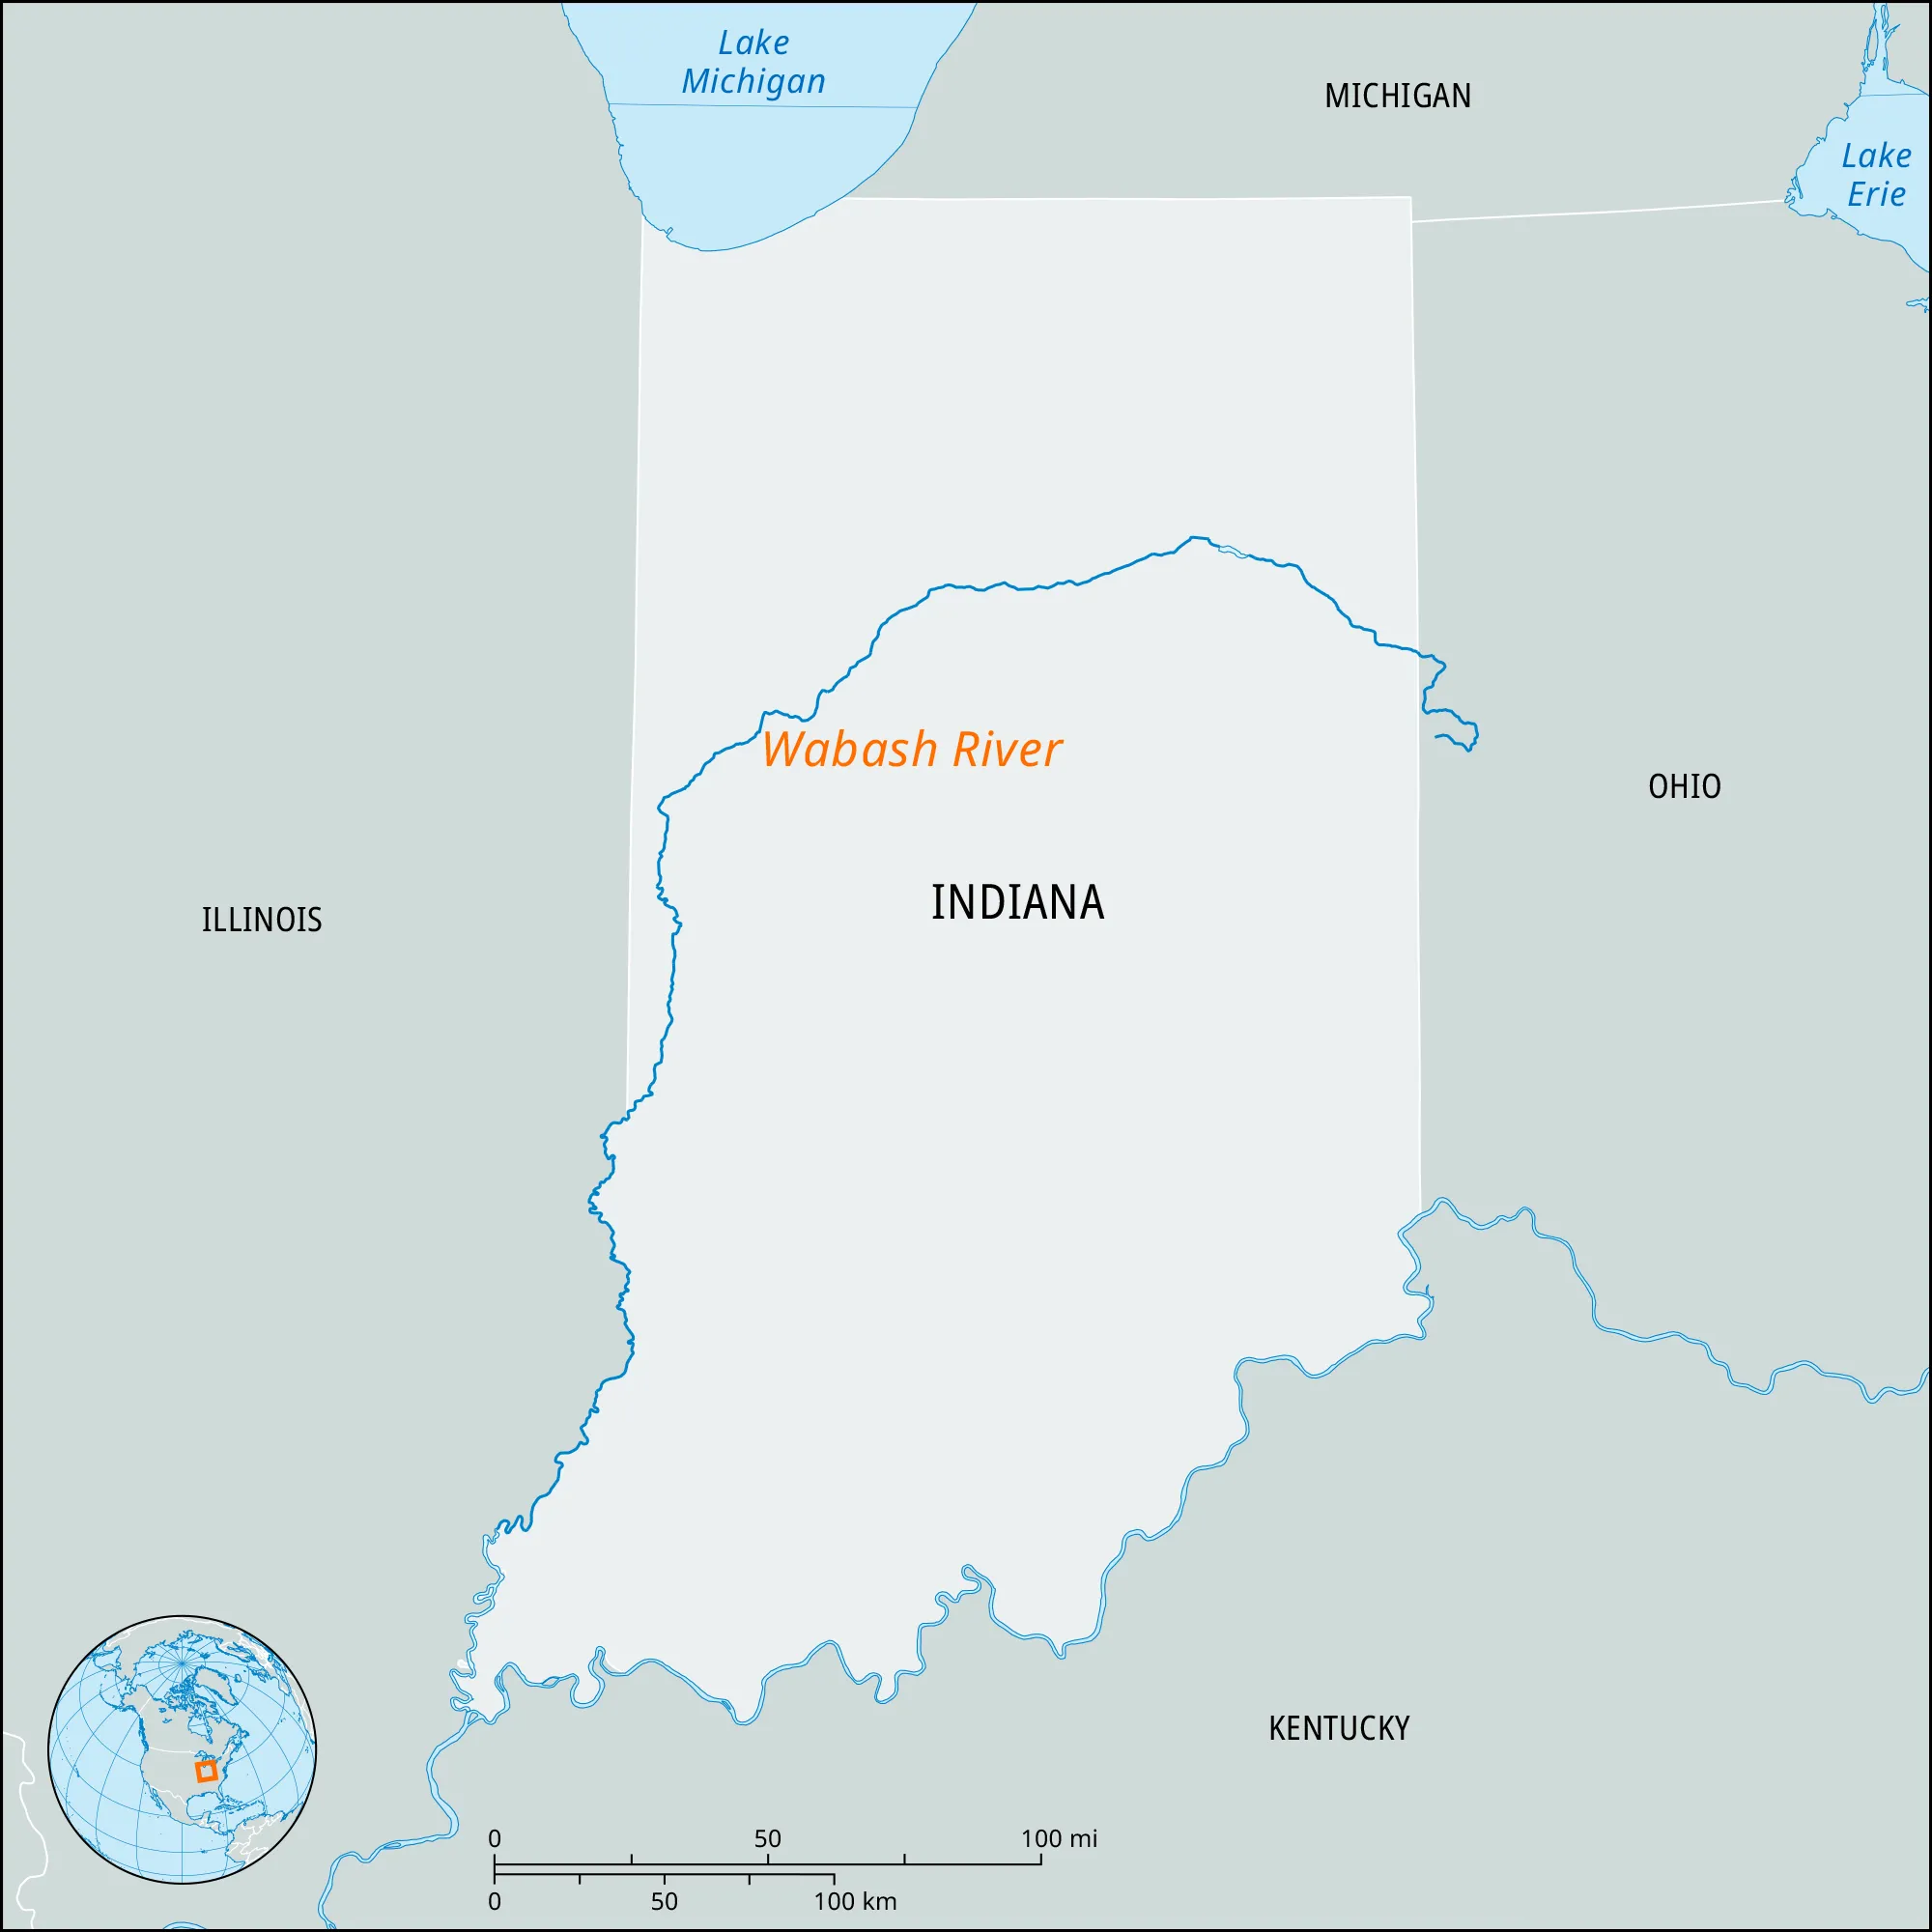 Lake
Michigan
MICHIGAN
Lake
Erie
Wabash River
OHIO
INDIANA
ILLINOIS
KENTUCKY
0 50 100 mi
0 50 100 km